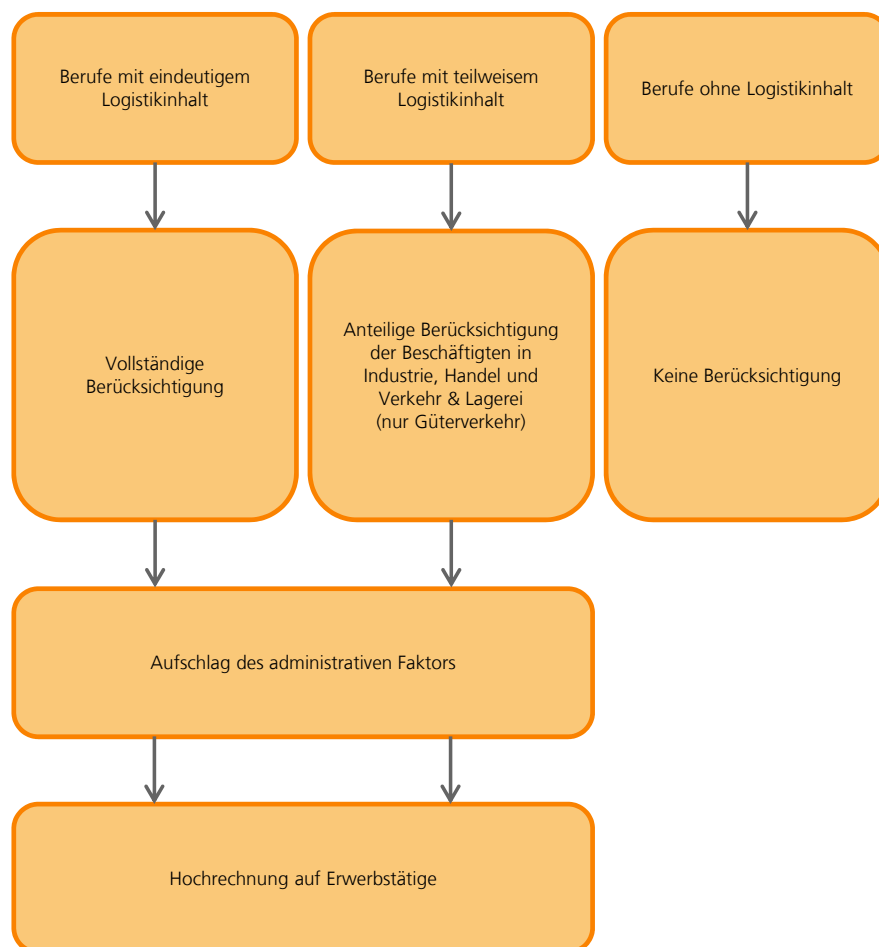 Berufe mit eindeutigem
Logistikinhalt
Berufe mit teilweisem
Logistikinhalt
Berufe ohne Logistikinhalt
Vollständige
Berücksichtigung
Anteilige Berücksichtigung
der Beschäftigten in
Industrie, Handel und
Verkehr & Lagerei
(nur Güterverkehr)
Keine Berücksichtigung
Aufschlag des administrativen Faktors
Hochrechnung auf Erwerbstätige